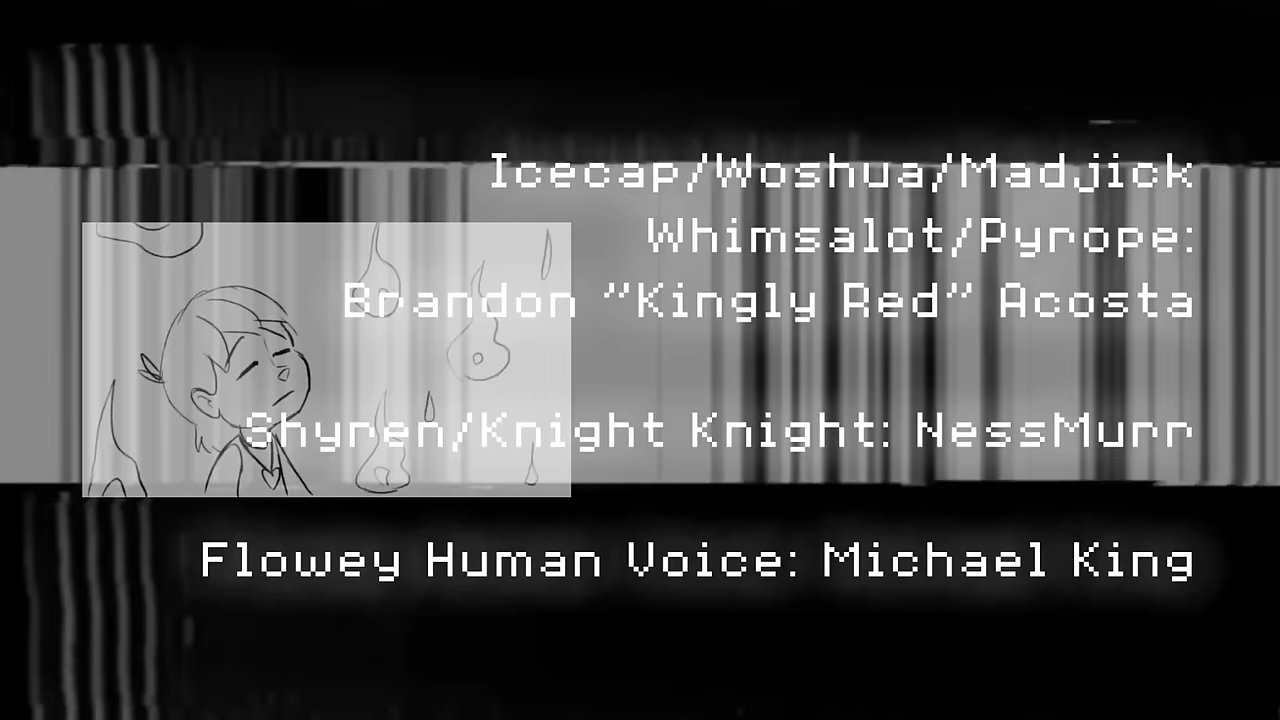 Icecap/Woshua/Madjick
Whimsalot/Pyrope:
Brandon "Kingly Red" Acosta
Shyren/Knight Knight: NessMurr
Flowey Human Voice: Michael King